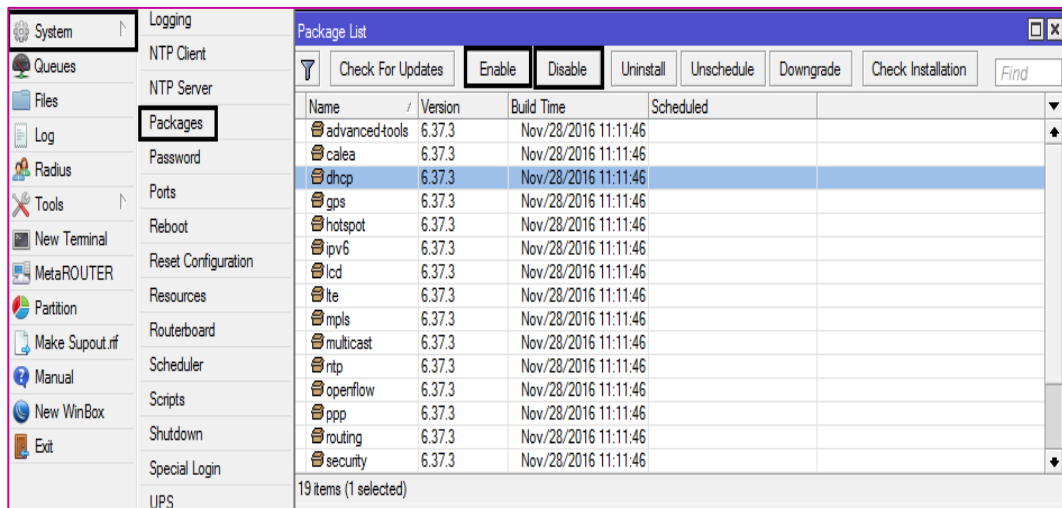 System
Queues
Files
Log
Radius
Tools
New Terminal
MetaROUTER
Partition
Make Supout.rif
Manual
New WinBox
Exit
Logging
NTP Client
NTP Server
Packages
Password
Ports
Reboot
Reset Configuration
Resources
Routerboard
Scheduler
Scripts
Shutdown
Special Login
UPS
Package List
Check For Updates Enable Disable Uninstall Unschedule Downgrade Check Installation Find
Name Version Build Time Scheduled
advanced-tools 6.37.3 Nov/28/2016 11:11:46
calea 6.37.3 Nov/28/2016 11:11:46
dhcp 6.37.3 Nov/28/2016 11:11:46
gps 6.37.3 Nov/28/2016 11:11:46
hotspot 6.37.3 Nov/28/2016 11:11:46
ipv6 6.37.3 Nov/28/2016 11:11:46
lcd 6.37.3 Nov/28/2016 11:11:46
lte 6.37.3 Nov/28/2016 11:11:46
mpls 6.37.3 Nov/28/2016 11:11:46
multicast 6.37.3 Nov/28/2016 11:11:46
ntp 6.37.3 Nov/28/2016 11:11:46
openflow 6.37.3 Nov/28/2016 11:11:46
ppp 6.37.3 Nov/28/2016 11:11:46
routing 6.37.3 Nov/28/2016 11:11:46
security 6.37.3 Nov/28/2016 11:11:46
19 items (1 selected)